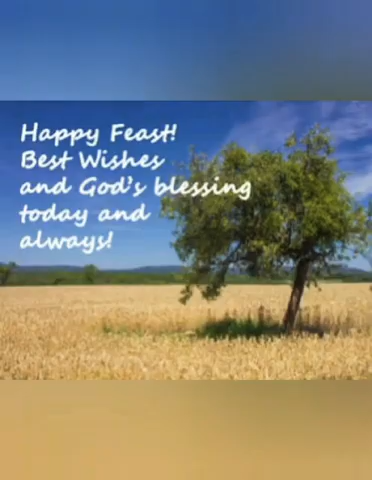 Happy Feast!
Best Wishes
and God's blessing
today and
always!